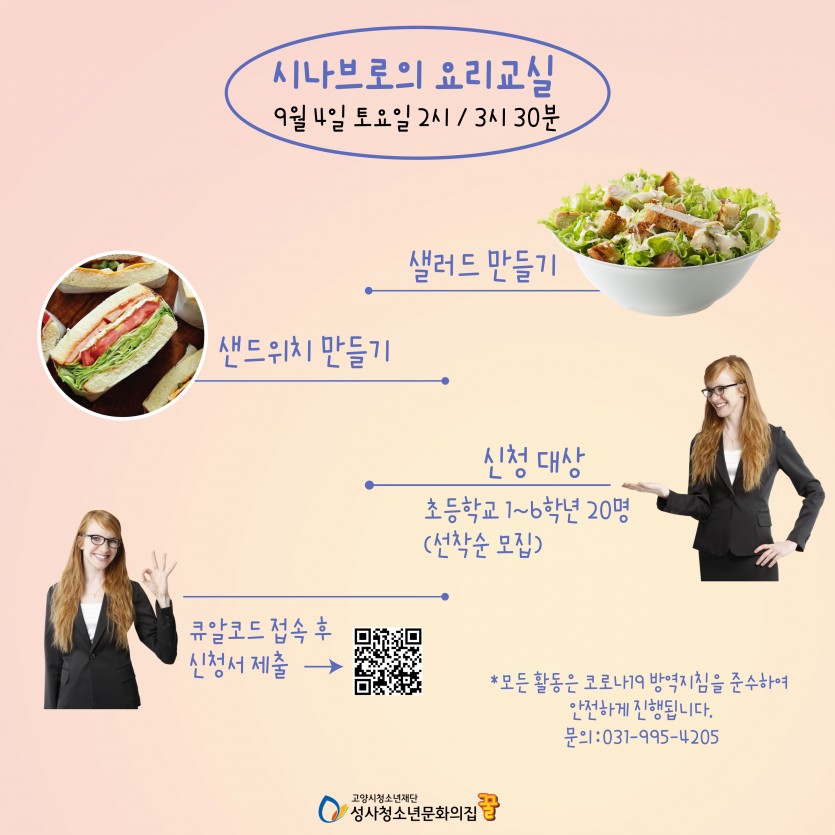 시나브로의 요리교실
9월 4일 토요일 2시 / 3시 30분
샐러드 만들기
샌드위치 만들기
신청 대상
초등학교 1~6학년 20명
(선착순 모집)
큐알코드 접속 후
신청서 제출
*모든 활동은 코로나19 방역지침을 준수하여
안전하게 진행됩니다.
문의:031-995-4205
고양시청소년재단
성사청소년문화의집 꿀